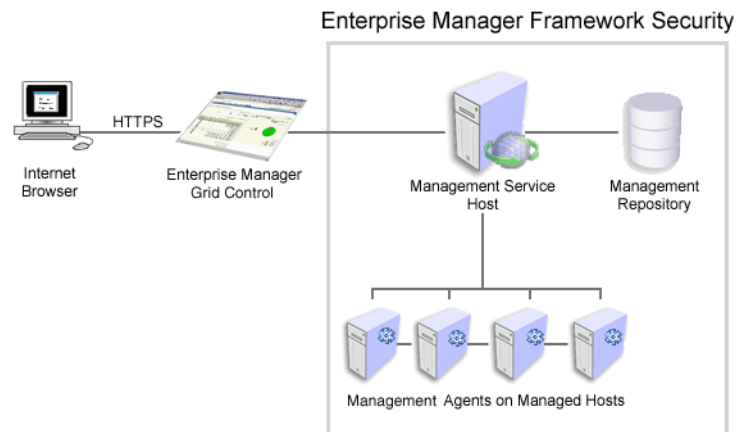 Enterprise Manager Framework Security
HTTPS
Internet
Browser
Enterprise Manager
Grid Control
Management Service
Host
Management
Repository
Management Agents on Managed Hosts